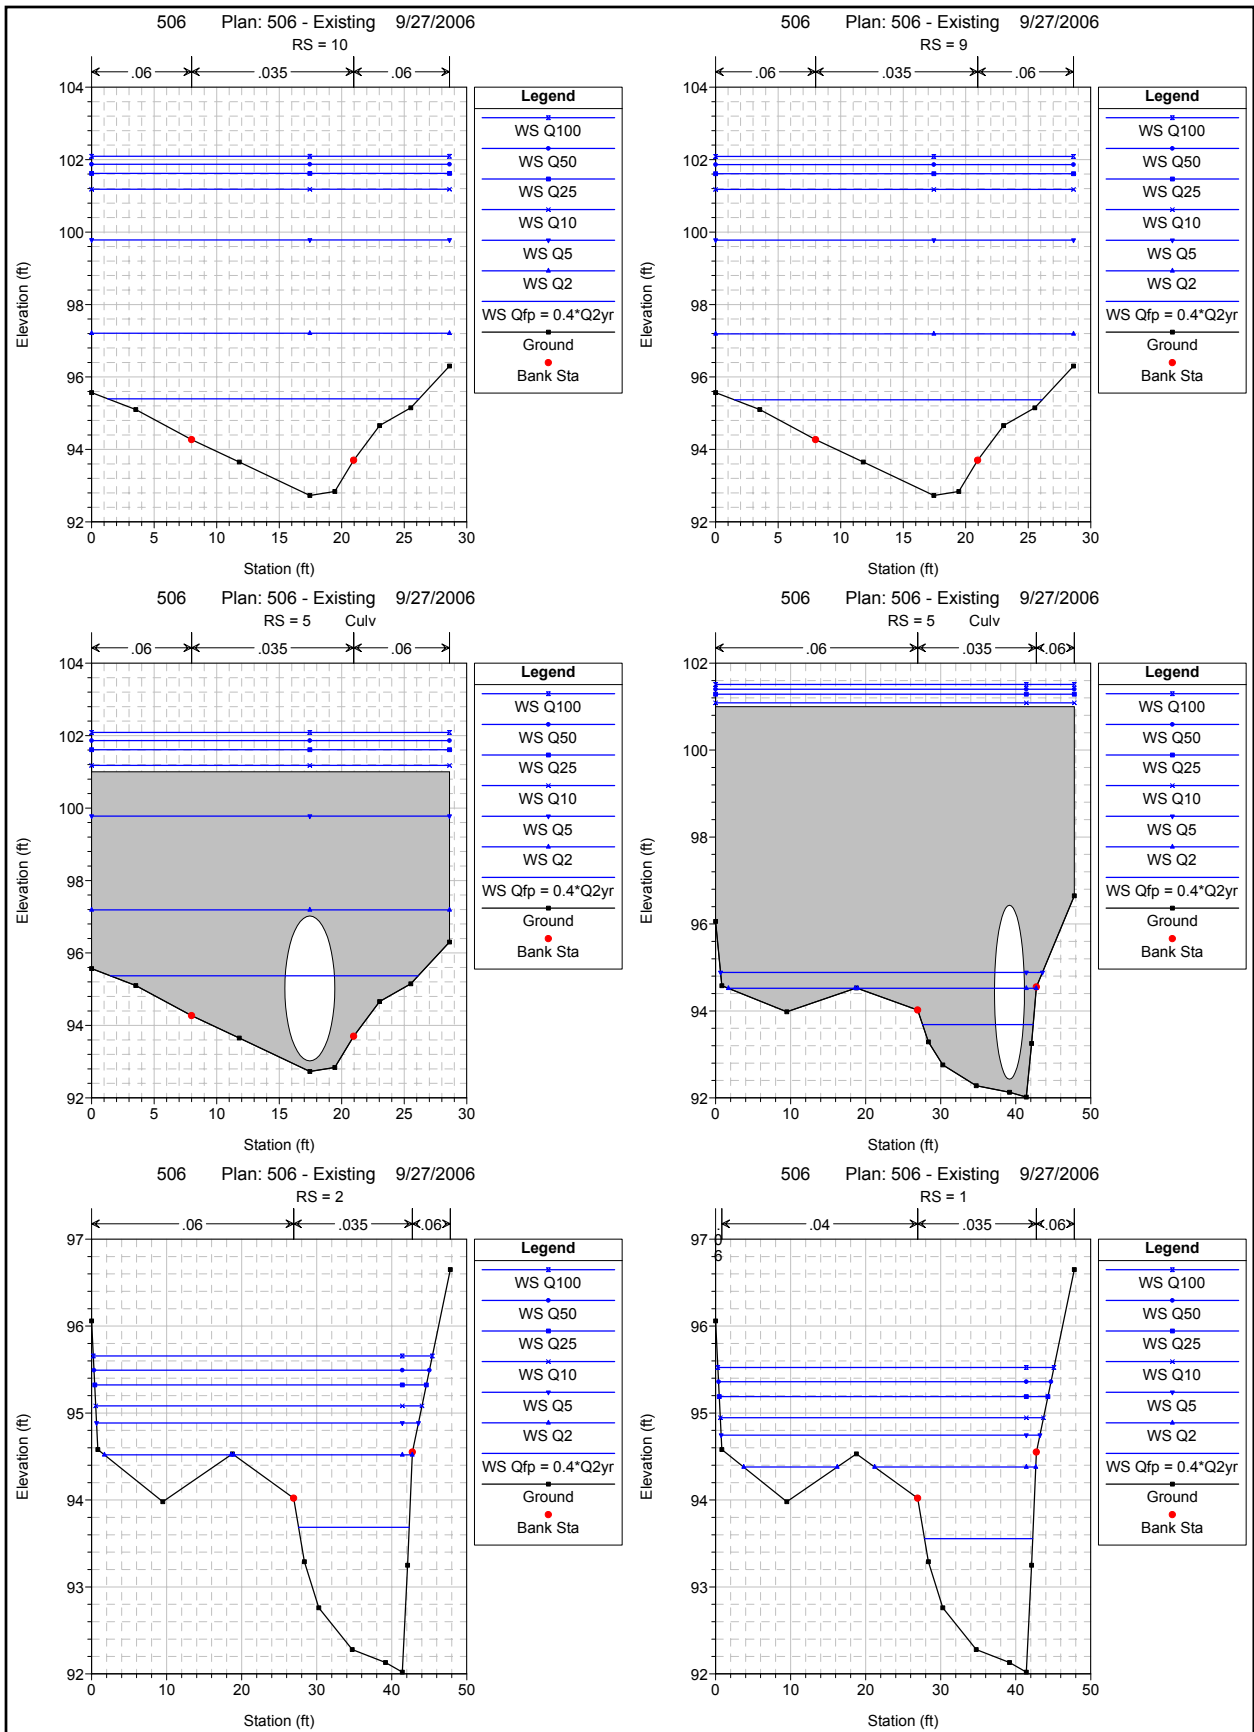 506 Plan: 506 - Existing 9/27/2006
RS = 10
.06 .035 .06
104
102
100
98
96
94
92
0 5 10 15 20 25 30
Elevation (ft)
Station (ft)
Legend
WS Q100
WS Q50
WS Q25
WS Q10
WS Q5
WS Q2
WS Qfp = 0.4*Q2yr
Ground
Bank Sta
506 Plan: 506 - Existing 9/27/2006
RS = 9
.06 .035 .06
104
102
100
98
96
94
92
0 5 10 15 20 25 30
Elevation (ft)
Station (ft)
Legend
WS Q100
WS Q50
WS Q25
WS Q10
WS Q5
WS Q2
WS Qfp = 0.4*Q2yr
Ground
Bank Sta
506 Plan: 506 - Existing 9/27/2006
RS = 5 Culv
.06 .035 .06
104
102
100
98
96
94
92
0 5 10 15 20 25 30
Elevation (ft)
Station (ft)
Legend
WS Q100
WS Q50
WS Q25
WS Q10
WS Q5
WS Q2
WS Qfp = 0.4*Q2yr
Ground
Bank Sta
506 Plan: 506 - Existing 9/27/2006
RS = 5 Culv
.06 .035 .06
102
100
98
96
94
92
0 10 20 30 40 50
Elevation (ft)
Station (ft)
Legend
WS Q100
WS Q50
WS Q25
WS Q10
WS Q5
WS Q2
WS Qfp = 0.4*Q2yr
Ground
Bank Sta
506 Plan: 506 - Existing 9/27/2006
RS = 2
.06 .035 .06
97
96
95
94
93
92
0 10 20 30 40 50
Elevation (ft)
Station (ft)
Legend
WS Q100
WS Q50
WS Q25
WS Q10
WS Q5
WS Q2
WS Qfp = 0.4*Q2yr
Ground
Bank Sta
506 Plan: 506 - Existing 9/27/2006
RS = 1
.06 .04 .035 .06
97
96
95
94
93
92
0 10 20 30 40 50
Elevation (ft)
Station (ft)
Legend
WS Q100
WS Q50
WS Q25
WS Q10
WS Q5
WS Q2
WS Qfp = 0.4*Q2yr
Ground
Bank Sta